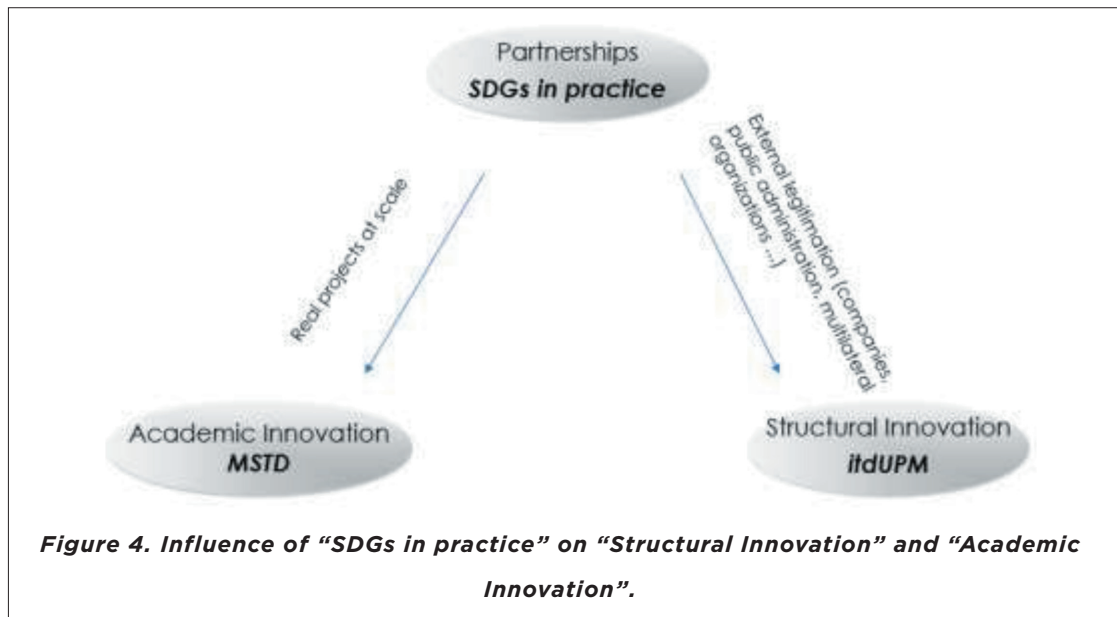 Partnerships
SDGs in practice
Real projects at scale
External legitimation (companies,
public administration, multilateral
organizations ...)
Academic Innovation
MSTD
Structural Innovation
itdUPM
Figure 4. Influence of “SDGs in practice” on “Structural Innovation” and “Academic
Innovation”.